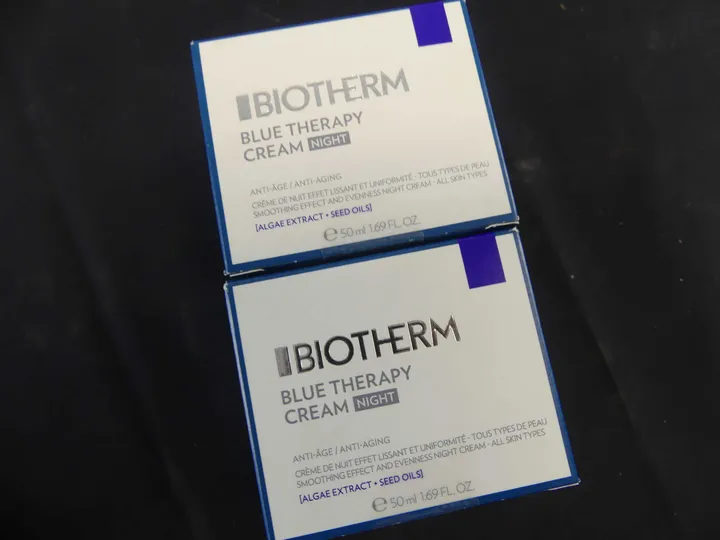 BIOTHERM
BLUE THERAPY
CREAM NIGHT
ANTI-ÂGE / ANTI-AGING
CRÈME DE NUIT EFFET LISSANT ET UNIFORMITÉ - TOUS TYPES DE PEAU
SMOOTHING EFFECT AND EVENNESS NIGHT CREAM - ALL SKIN TYPES
[ALGAE EXTRACT • SEED OILS]
℮ 50 ml 1.69 FL. OZ.
BIOTHERM
BLUE THERAPY
CREAM NIGHT
ANTI-ÂGE / ANTI-AGING
CRÈME DE NUIT EFFET LISSANT ET UNIFORMITÉ - TOUS TYPES DE PEAU
SMOOTHING EFFECT AND EVENNESS NIGHT CREAM - ALL SKIN TYPES
[ALGAE EXTRACT • SEED OILS]
℮ 50 ml 1.69 FL. OZ.